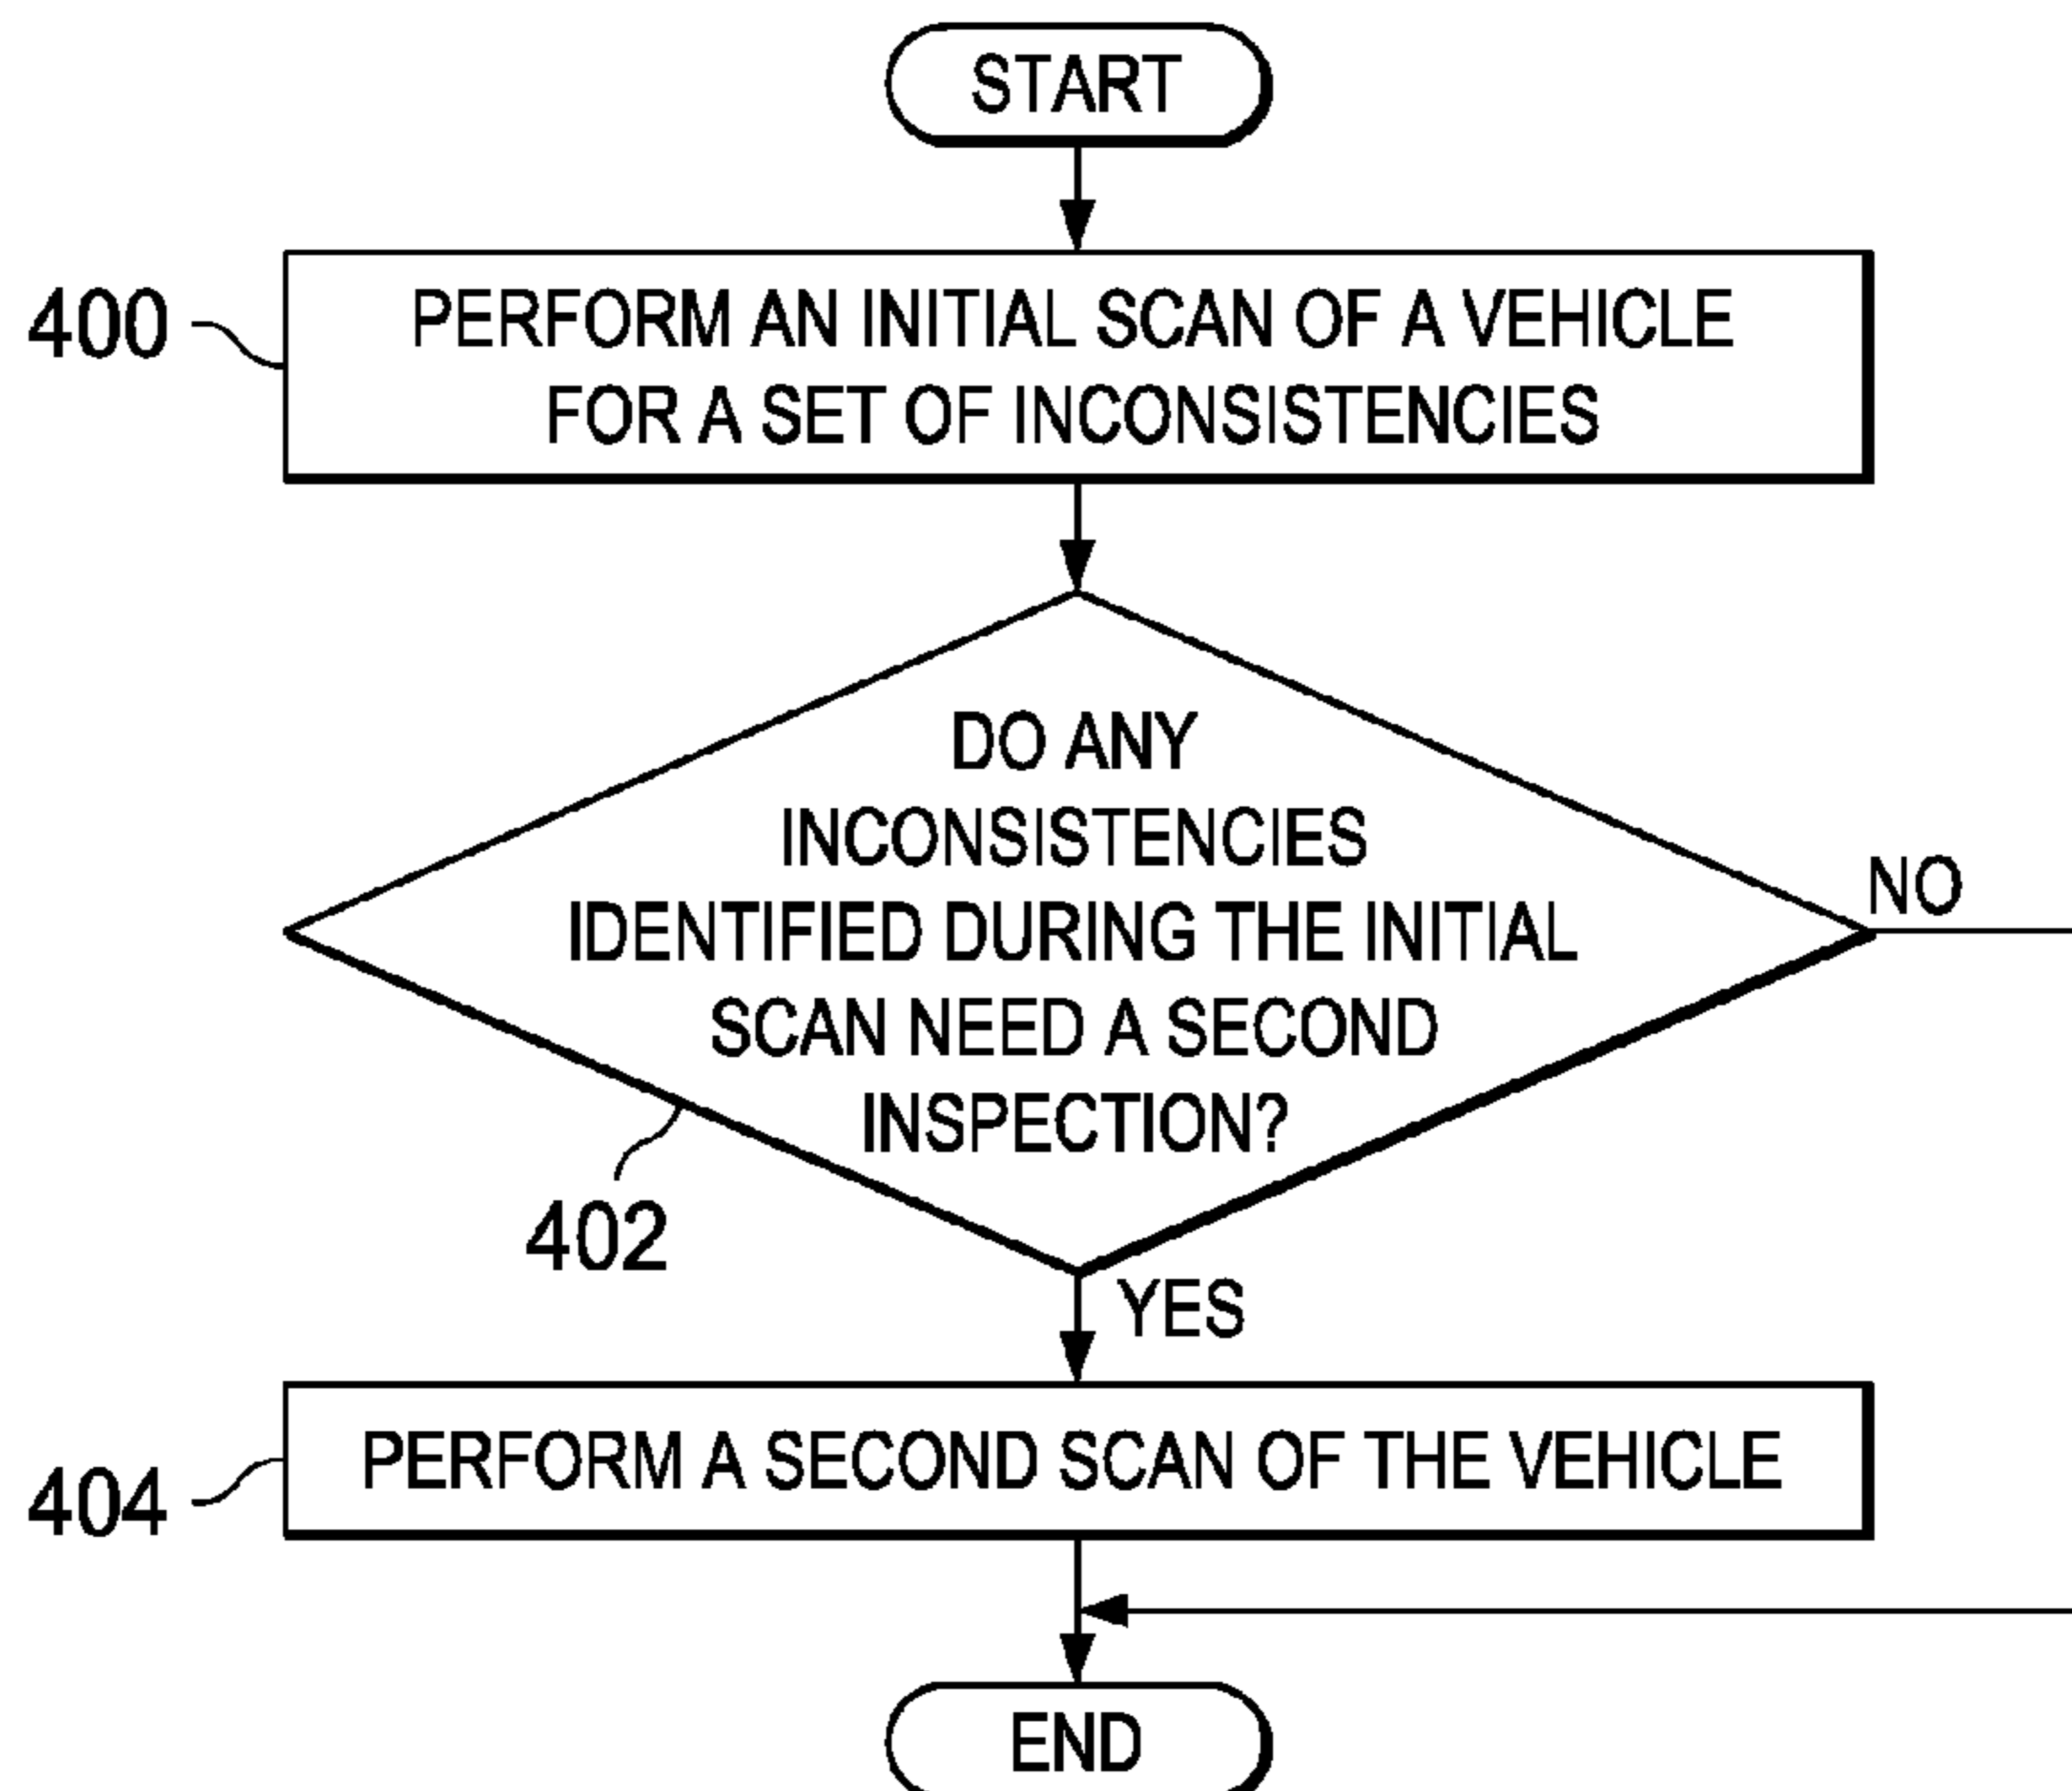 START
400
PERFORM AN INITIAL SCAN OF A VEHICLE
FOR A SET OF INCONSISTENCIES
DO ANY
INCONSISTENCIES
IDENTIFIED DURING THE INITIAL
SCAN NEED A SECOND
INSPECTION?
NO
402
YES
PERFORM A SECOND SCAN OF THE VEHICLE
404
END